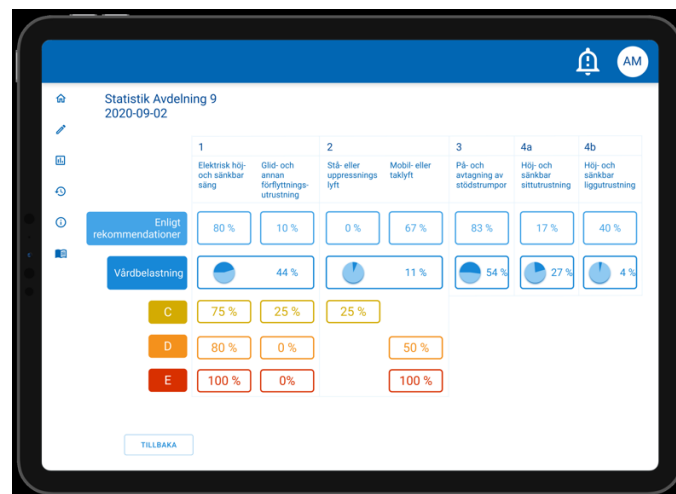 AM
Statistik Avdelning 9
2020-09-02
1 2 3 4a 4b
Elektrisk höj-
och sänkbar
säng
Glid- och
annan
förflyttnings-
utrustning
Stå- eller
uppressnings
lyft
Mobil- eller
taklyft
På- och
avtagning av
stödstrumpor
Höj- och
sänkbar
sittutrustning
Höj- och
sänkbar
liggutrustning
Enligt
rekommendationer
80 % 10 % 0 % 67 % 83 % 17 % 40 %
Vårdbelastning 44 % 11 % 54 % 27 % 4 %
C 75 % 25 % 25 %
D 80 % 0 % 50 %
E 100 % 0% 100 %
TILLBAKA